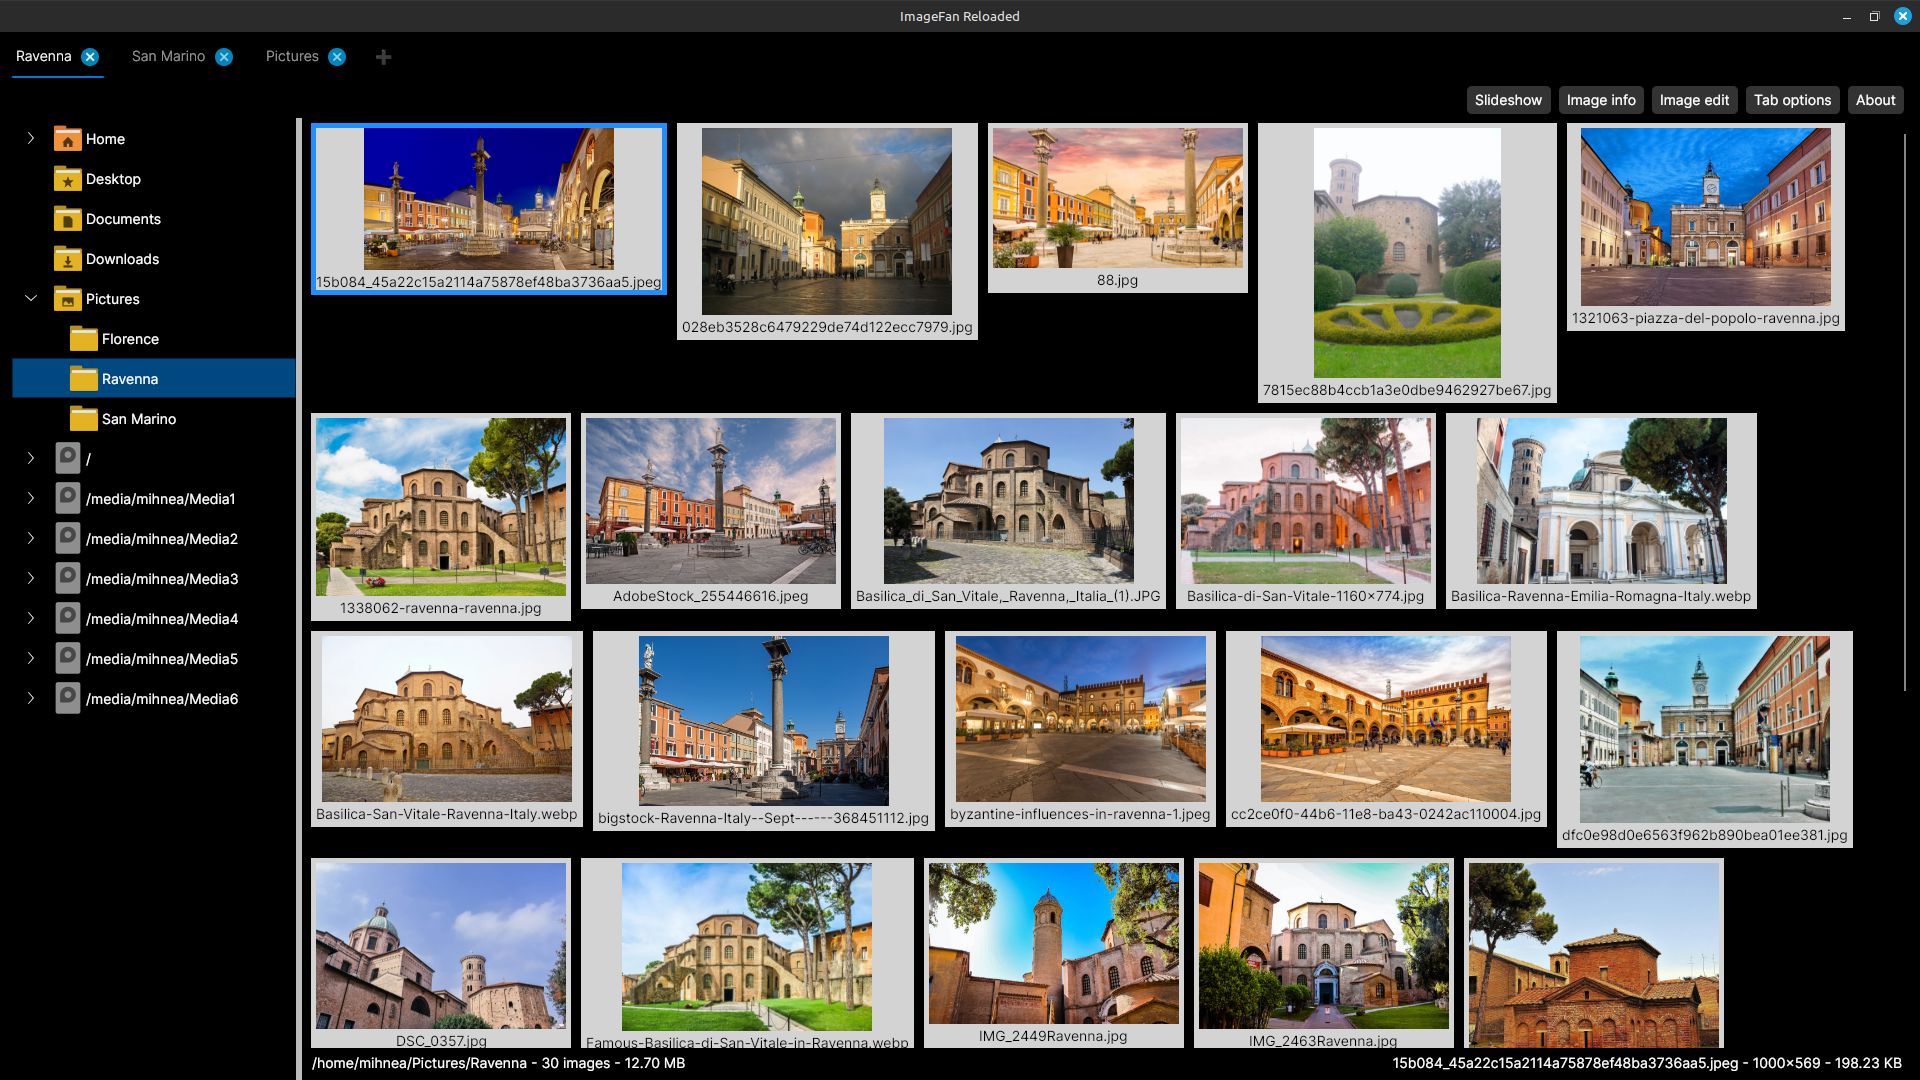 ImageFan Reloaded
Ravenna
San Marino
Pictures
Slideshow
Image info
Image edit
Tab options
About
Home
Desktop
Documents
Downloads
Pictures
Florence
Ravenna
San Marino
/
/media/mihnea/Media1
/media/mihnea/Media2
/media/mihnea/Media3
/media/mihnea/Media4
/media/mihnea/Media5
/media/mihnea/Media6
15b084_45a22c15a2114a75878ef48ba3736aa5.jpeg
028eb3528c6479229de74d122ecc7979.jpg
88.jpg
7815ec88b4ccb1a3e0dbe9462927be67.jpg
1321063-piazza-del-popolo-ravenna.jpg
1338062-ravenna-ravenna.jpg
AdobeStock_255446616.jpeg
Basilica_di_San_Vitale,_Ravenna,_Italia_(1).JPG
Basilica-di-San-Vitale-1160×774.jpg
Basilica-Ravenna-Emilia-Romagna-Italy.webp
Basilica-San-Vitale-Ravenna-Italy.webp
bigstock-Ravenna-Italy--Sept------368451112.jpg
byzantine-influences-in-ravenna-1.jpeg
cc2ce0f0-44b6-11e8-ba43-0242ac110004.jpg
dfc0e98d0e6563f962b890bea01ee381.jpg
DSC_0357.jpg
Famous-Basilica-di-San-Vitale-in-Ravenna.webp
IMG_2449Ravenna.jpg
IMG_2463Ravenna.jpg
/home/mihnea/Pictures/Ravenna - 30 images - 12.70 MB
15b084_45a22c15a2114a75878ef48ba3736aa5.jpeg - 1000×569 - 198.23 KB